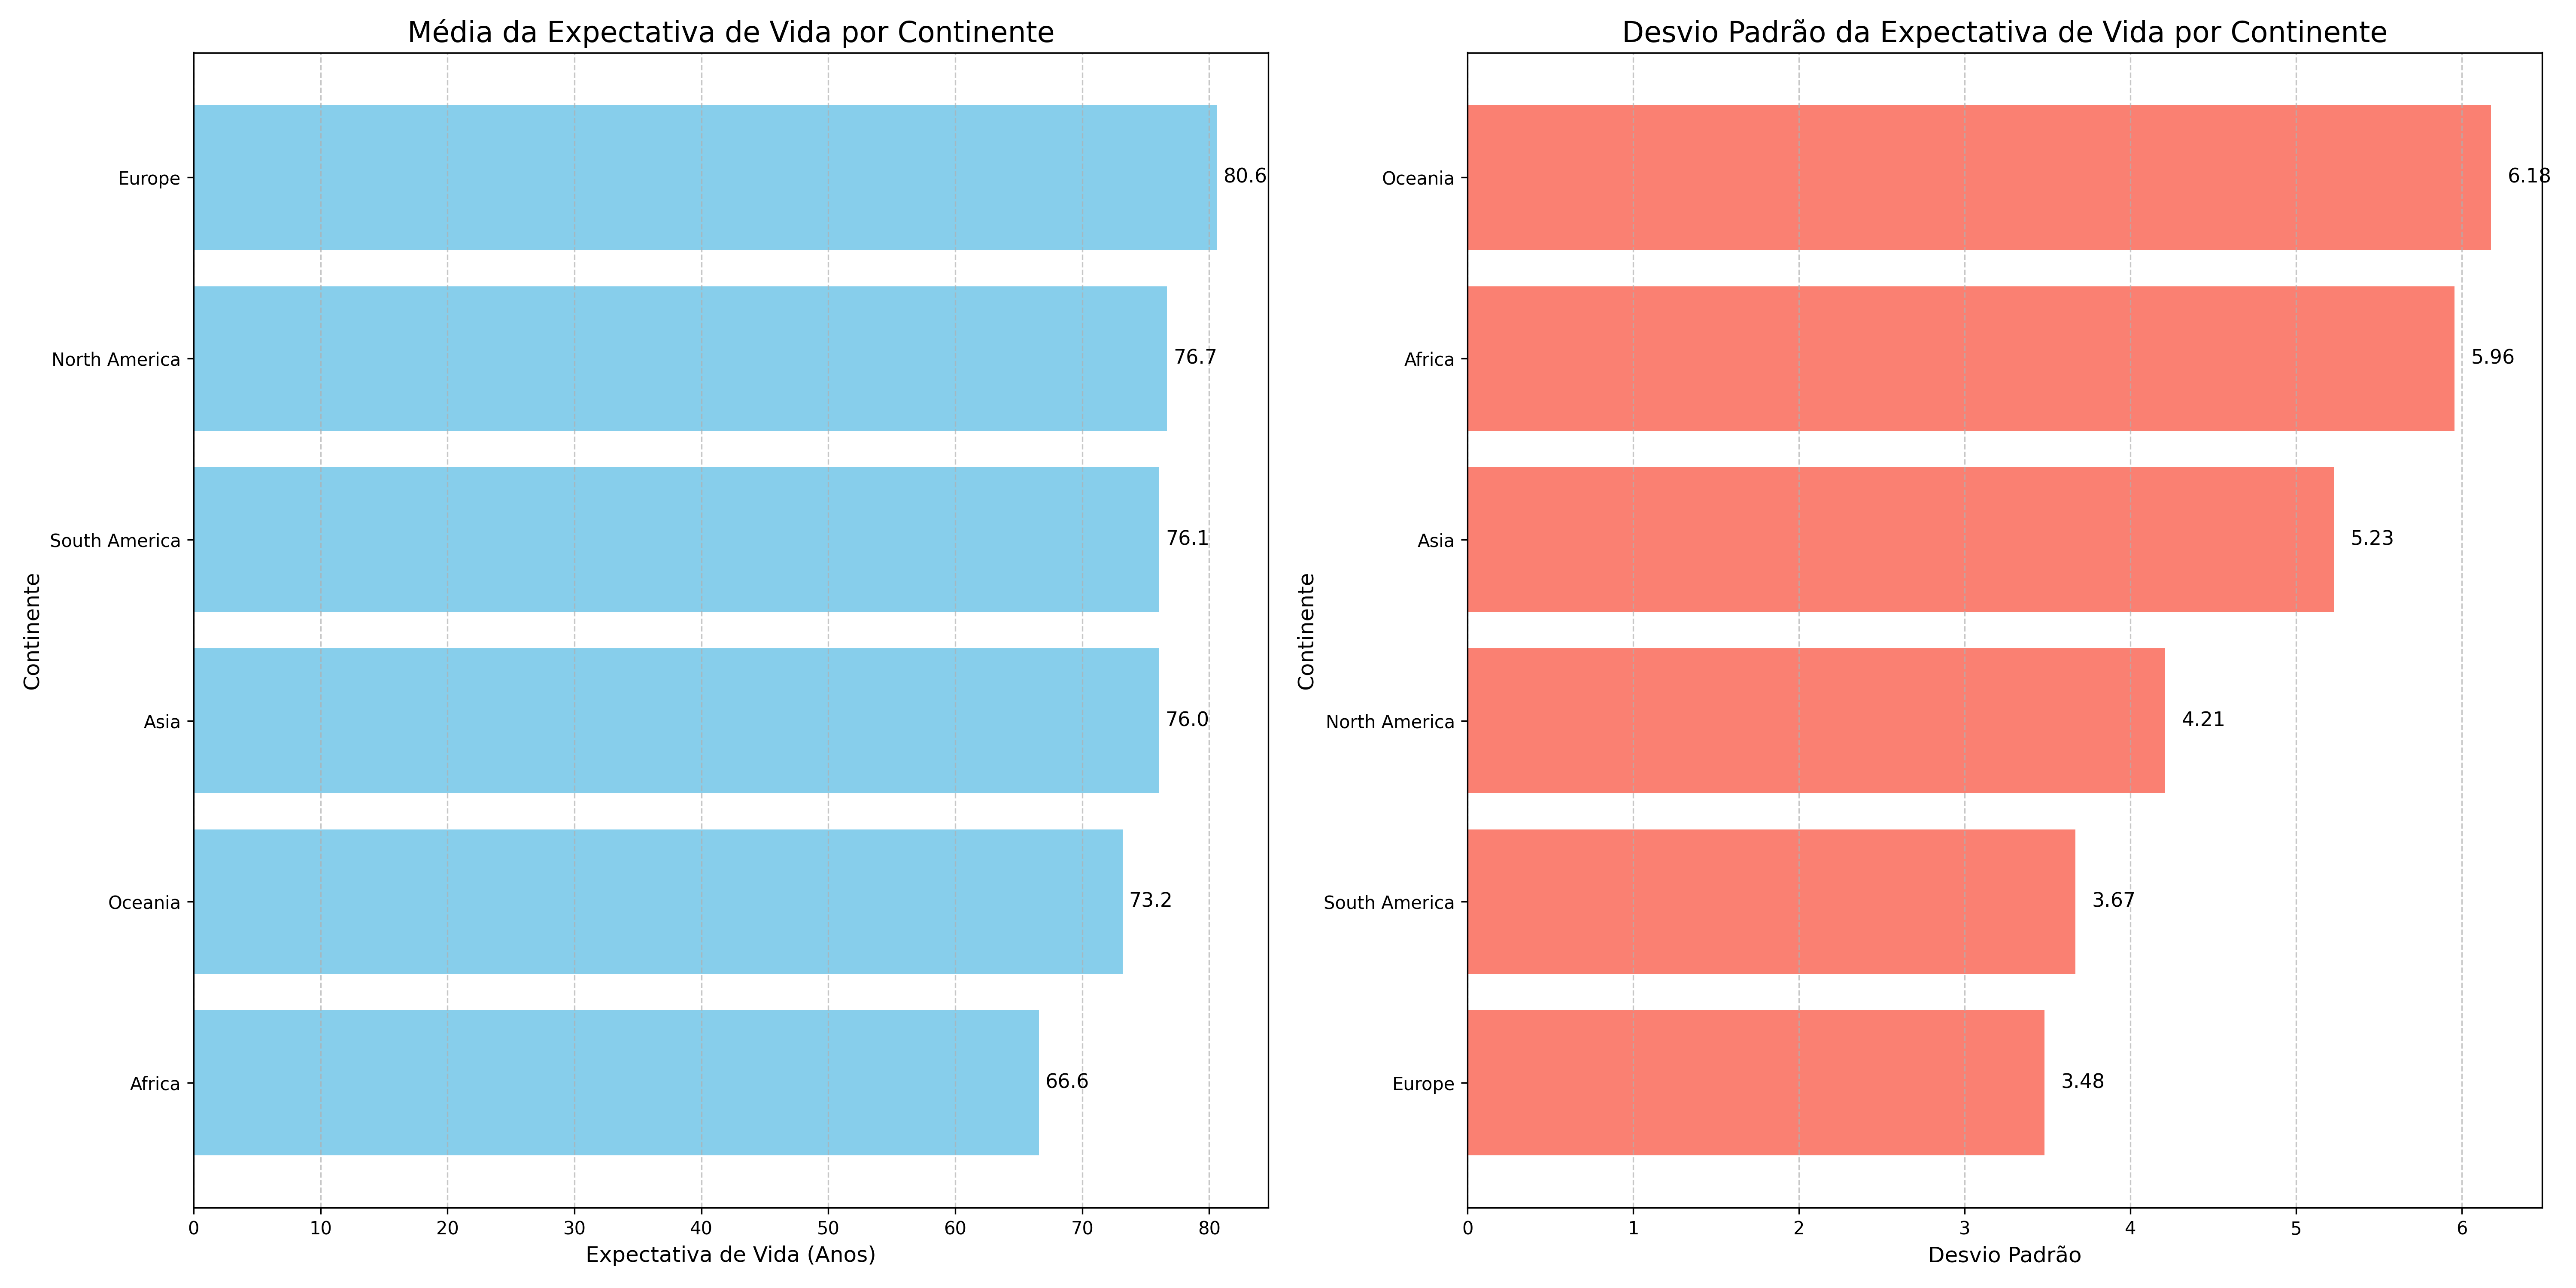 Média da Expectativa de Vida por Continente
Continente
Europe
80.6
North America
76.7
South America
76.1
Asia
76.0
Oceania
73.2
Africa
66.6
0 10 20 30 40 50 60 70 80
Expectativa de Vida (Anos)
Desvio Padrão da Expectativa de Vida por Continente
Continente
Oceania
6.18
Africa
5.96
Asia
5.23
North America
4.21
South America
3.67
Europe
3.48
0 1 2 3 4 5 6
Desvio Padrão